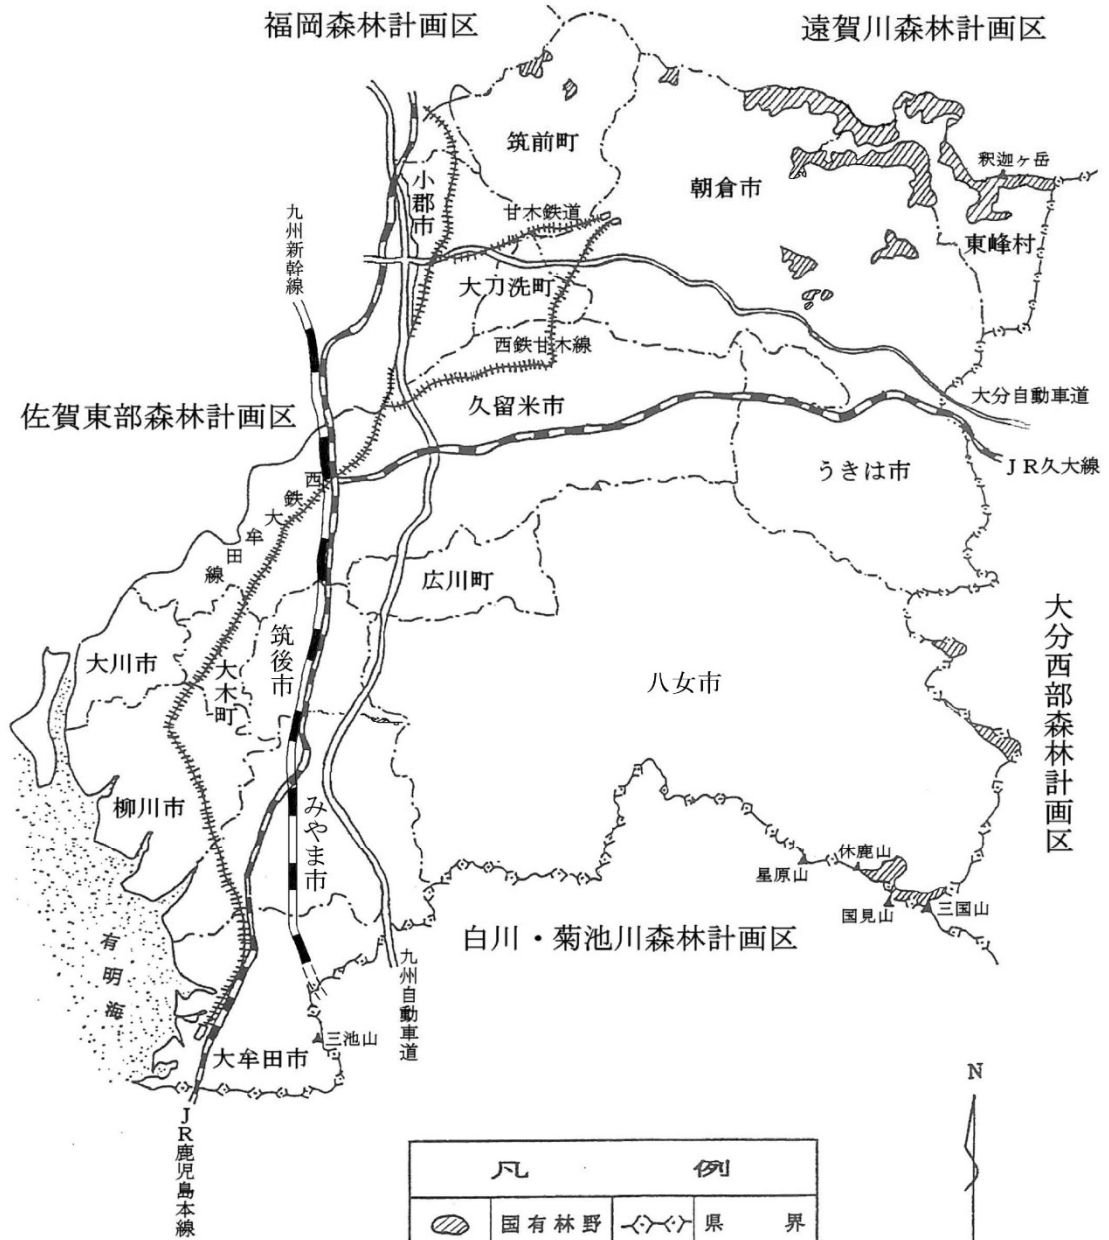 福岡森林計画区
遠賀川森林計画区
筑前町
釈迦ヶ岳
朝倉市
小郡市
甘木鉄道
九州新幹線
東峰村
大刀洗町
西鉄甘木線
大分自動車道
久留米市
佐賀東部森林計画区
うきは市
JR久大線
西鉄大牟田線
広川町
大分西部森林計画区
筑後市
大川市
大木町
八女市
柳川市
みやま市
休鹿山
星原山
国見山
三国山
白川・菊池川森林計画区
有明海
九州自動車道
三池山
大牟田市
N
JR鹿児島本線
凡例
国有林野
県界